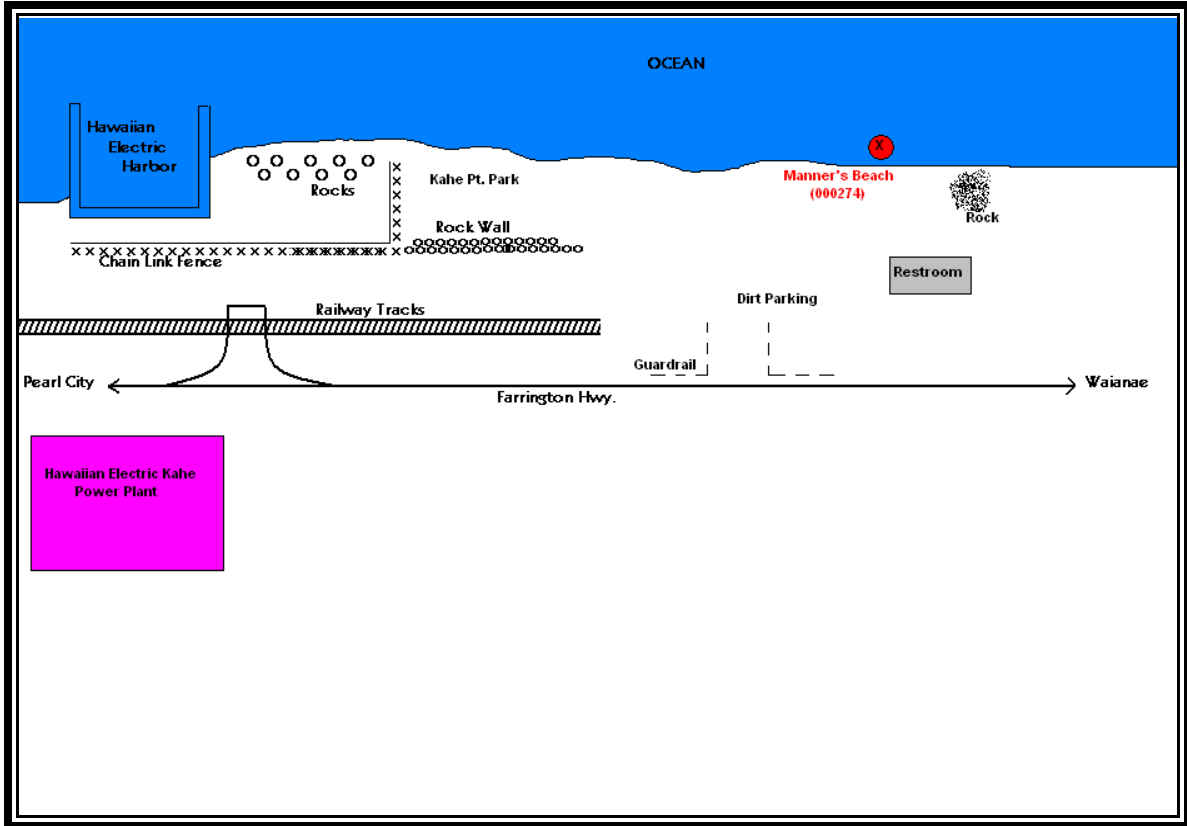 OCEAN
Hawaiian
Electric
Harbor
Rocks
Kahe Pt. Park
Manner's Beach
(000274)
X
Rock
Rock Wall
Chain Link Fence
Restroom
Dirt Parking
Railway Tracks
Guardrail
Pearl City
Waianae
Farrington Hwy.
Hawaiian Electric Kahe
Power Plant